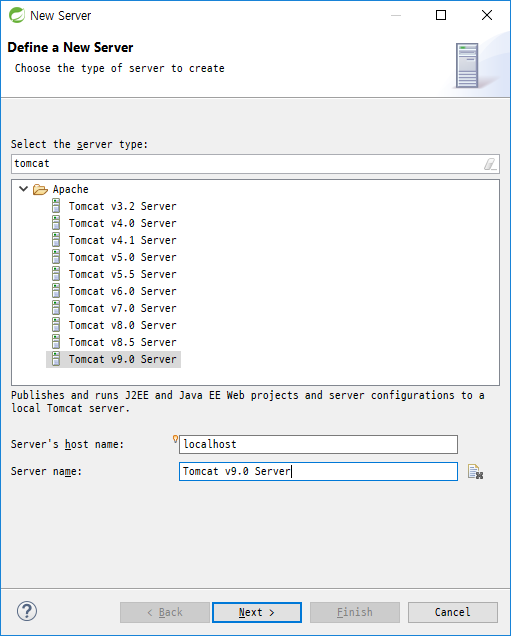 New Server
Define a New Server
Choose the type of server to create
Select the server type:
tomcat
Apache
Tomcat v3.2 Server
Tomcat v4.0 Server
Tomcat v4.1 Server
Tomcat v5.0 Server
Tomcat v5.5 Server
Tomcat v6.0 Server
Tomcat v7.0 Server
Tomcat v8.0 Server
Tomcat v8.5 Server
Tomcat v9.0 Server
Publishes and runs J2EE and Java EE Web projects and server configurations to a
local Tomcat server.
Server's host name: localhost
Server name: Tomcat v9.0 Server
? < Back Next > Finish Cancel